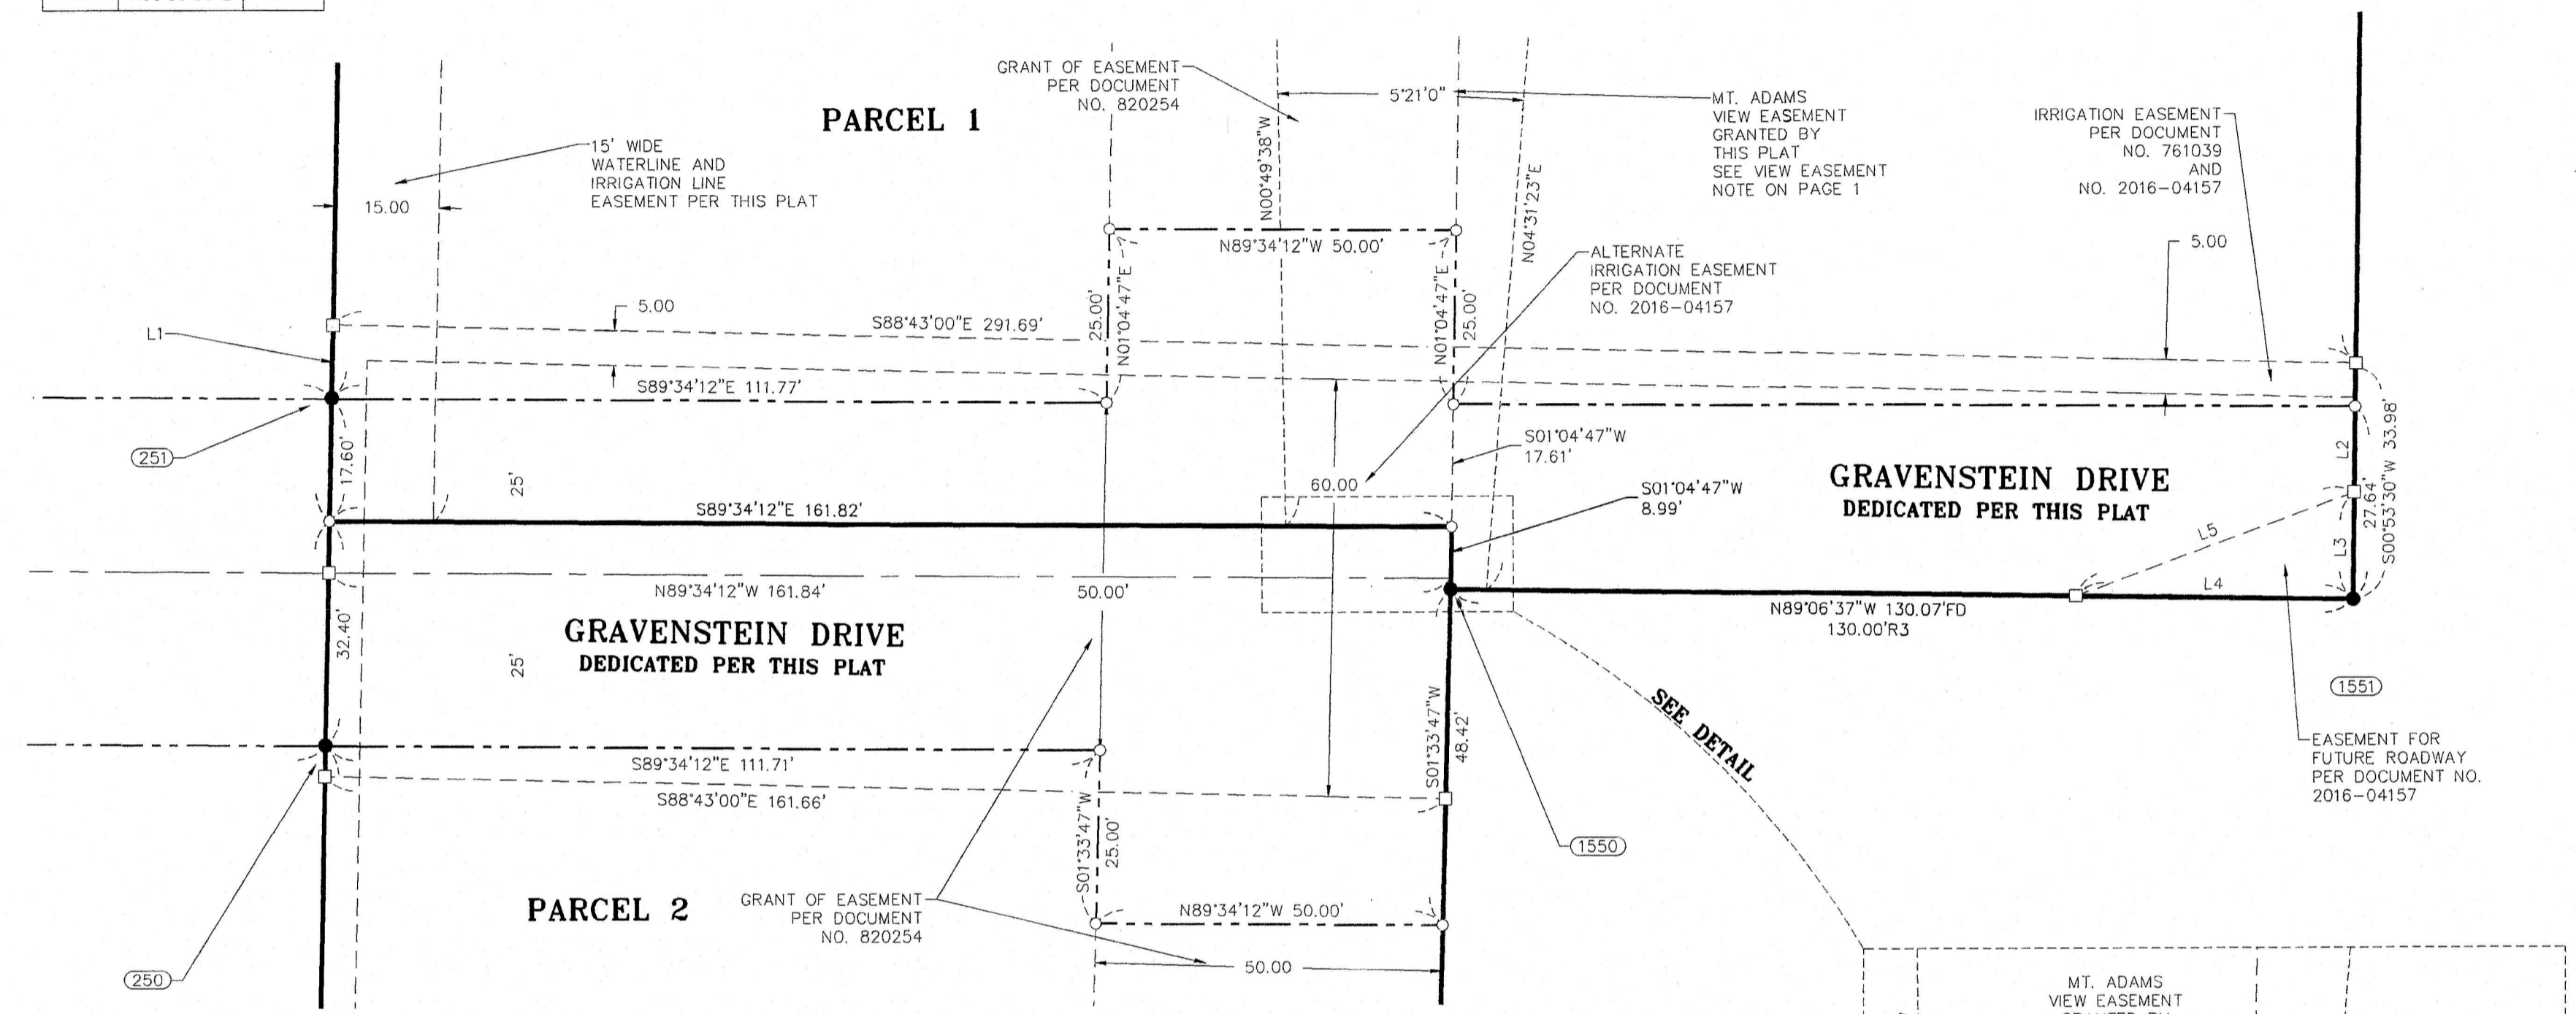 GRANT OF EASEMENT
PER DOCUMENT
NO. 820254
PARCEL 1
15' WIDE
WATERLINE AND
IRRIGATION LINE
EASEMENT PER THIS PLAT
15.00
5°21'0"
MT. ADAMS
VIEW EASEMENT
GRANTED BY
THIS PLAT
SEE VIEW EASEMENT
NOTE ON PAGE 1
IRRIGATION EASEMENT
PER DOCUMENT
NO. 761039
AND
NO. 2016-04157
N00°49'38"W
N04°31'23"E
N89°34'12"W 50.00'
5.00
ALTERNATE
IRRIGATION EASEMENT
PER DOCUMENT
NO. 2016-04157
L1
5.00
S88°43'00"E 291.69'
25.00'
N01°04'47"E
N01°04'47"E
25.00'
S89°34'12"E 111.77'
251
17.60'
25'
60.00
S01°04'47"W
17.61'
S01°04'47"W
8.99'
GRAVENSTEIN DRIVE
DEDICATED PER THIS PLAT
L2
S00°53'30"W 33.98'
27.64'
L3
L5
L4
S89°34'12"E 161.82'
N89°34'12"W 161.84'
50.00'
N89°06'37"W 130.07'FD
130.00'R3
32.40'
GRAVENSTEIN DRIVE
DEDICATED PER THIS PLAT
25'
SEE DETAIL
1551
S01°33'47"W
48.42'
EASEMENT FOR
FUTURE ROADWAY
PER DOCUMENT NO.
2016-04157
S89°34'12"E 111.71'
S88°43'00"E 161.66'
S01°33'47"W
25.00'
1550
PARCEL 2
GRANT OF EASEMENT
PER DOCUMENT
NO. 820254
N89°34'12"W 50.00'
50.00
250
MT. ADAMS
VIEW EASEMENT